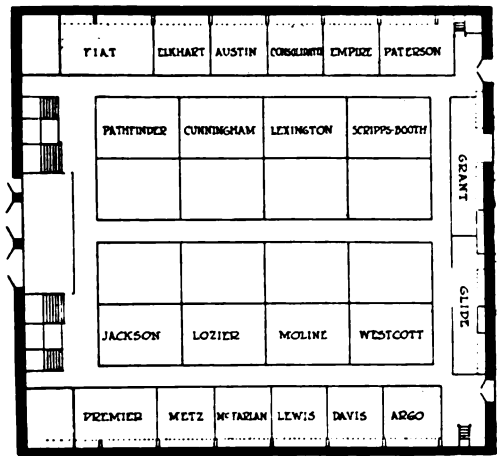 FIAT ELKHART AUSTIN CONSOLIDATED EMPIRE PATERSON
PATHFINDER CUNNINGHAM LEXINGTON SCRIPPS-BOOTH
GRANT
GLIDE
JACKSON LOZIER MOLINE WESTCOTT
PREMIER METZ McFARLAN LEWIS DAVIS ARGO